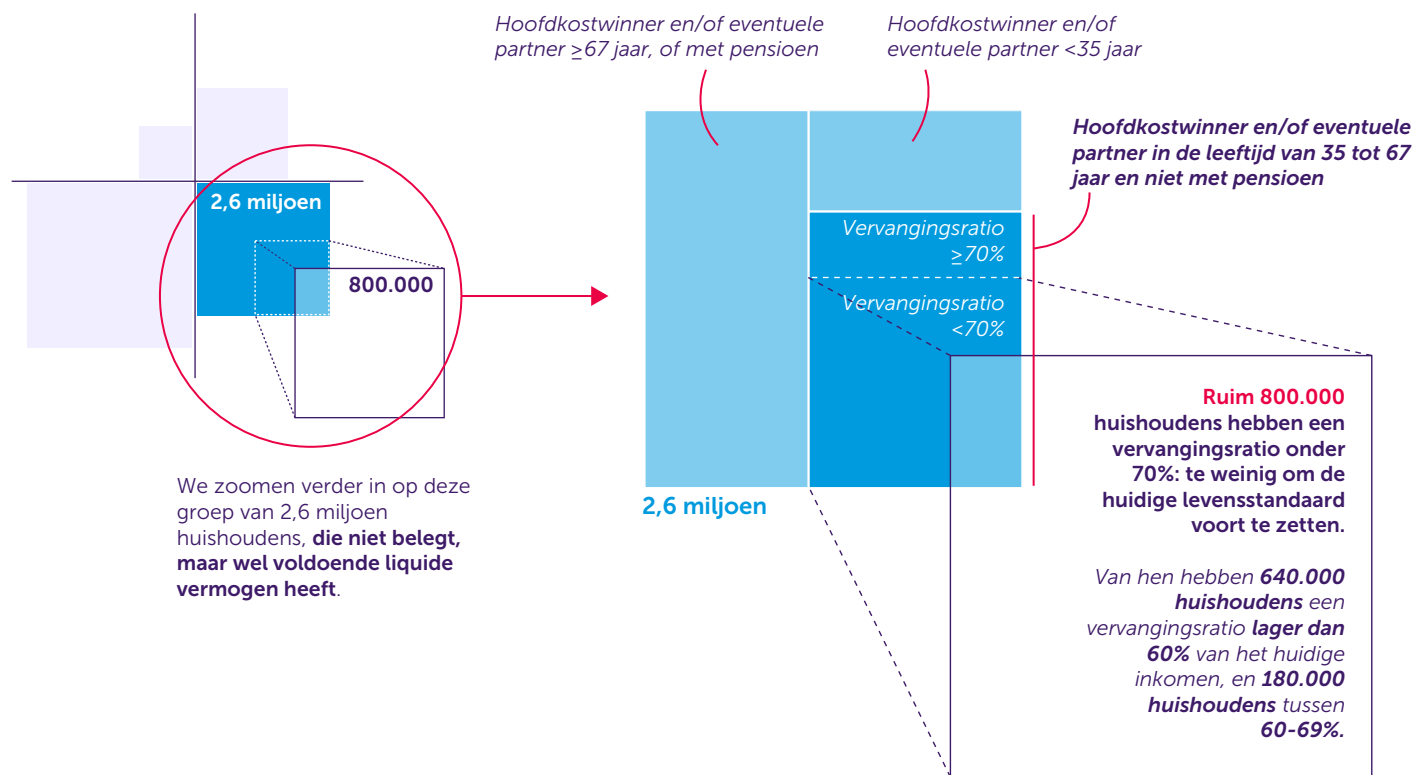 Hoofdkostwinner en/of eventuele
partner ≥67 jaar, of met pensioen
Hoofdkostwinner en/of
eventuele partner <35 jaar
Hoofdkostwinner en/of eventuele
partner in de leeftijd van 35 tot 67
jaar en niet met pensioen
2,6 miljoen
800.000
We zoomen verder in op deze
groep van 2,6 miljoen
huishoudens, die niet belegt,
maar wel voldoende liquide
vermogen heeft.
Vervangingsratio
≥70%
Vervangingsratio
<70%
2,6 miljoen
Ruim 800.000
huishoudens hebben een
vervangingsratio onder
70%: te weinig om de
huidige levensstandaard
voort te zetten.
Van hen hebben 640.000
huishoudens een
vervangingsratio lager dan
60% van het huidige
inkomen, en 180.000
huishoudens tussen
60-69%.